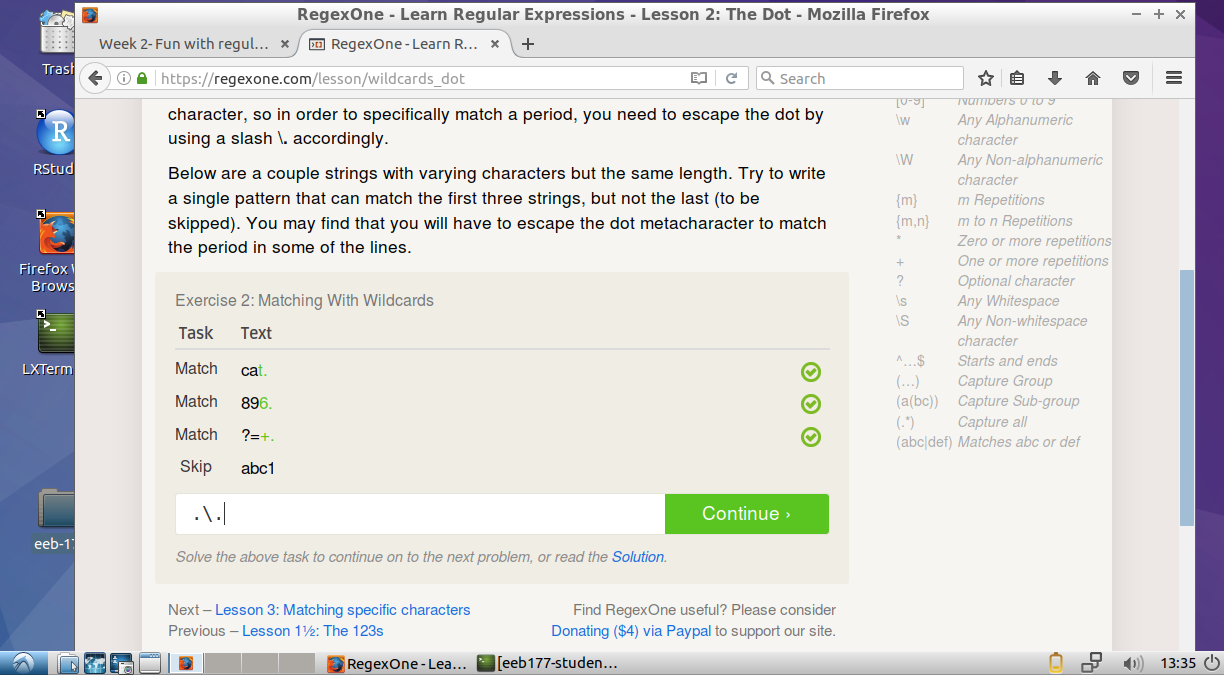 RegexOne - Learn Regular Expressions - Lesson 2: The Dot - Mozilla Firefox
Week 2- Fun with regul... × RegexOne - Learn R... × +
https://regexone.com/lesson/wildcards_dot
Search
Trash
RStud
Firefox W
Brows
LXTerm
eeb-17
character, so in order to specifically match a period, you need to escape the dot by
using a slash \. accordingly.
Below are a couple strings with varying characters but the same length. Try to write
a single pattern that can match the first three strings, but not the last (to be
skipped). You may find that you will have to escape the dot metacharacter to match
the period in some of the lines.
Exercise 2: Matching With Wildcards
Task Text
Match cat.
Match 896.
Match ?=+.
Skip abc1
.\.
Continue ›
Solve the above task to continue on to the next problem, or read the Solution.
Next – Lesson 3: Matching specific characters
Previous – Lesson 1½: The 123s
Find RegexOne useful? Please consider
Donating ($4) via Paypal to support our site.
[0-9] Numbers 0 to 9
\w Any Alphanumeric
character
\W Any Non-alphanumeric
character
{m} m Repetitions
{m,n} m to n Repetitions
* Zero or more repetitions
+ One or more repetitions
? Optional character
\s Any Whitespace
\S Any Non-whitespace
character
^…$ Starts and ends
(…) Capture Group
(a(bc)) Capture Sub-group
(.*) Capture all
(abc|def) Matches abc or def
RegexOne - Lea... [eeb177-studen... 13:35